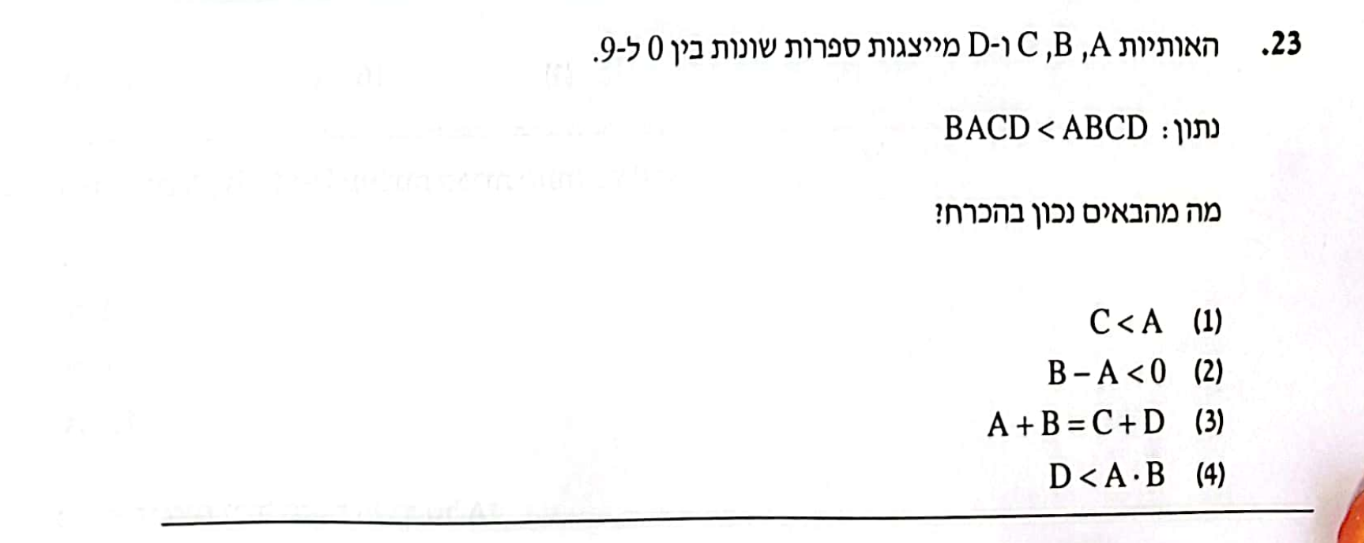 23. האותיות A, B, C ו-D מייצגות ספרות שונות בין 0 ל-9.
נתון: BACD < ABCD
מה מהבאים נכון בהכרח?
(1) C < A
(2) B – A < 0
(3) A + B = C + D
(4) D < A · B